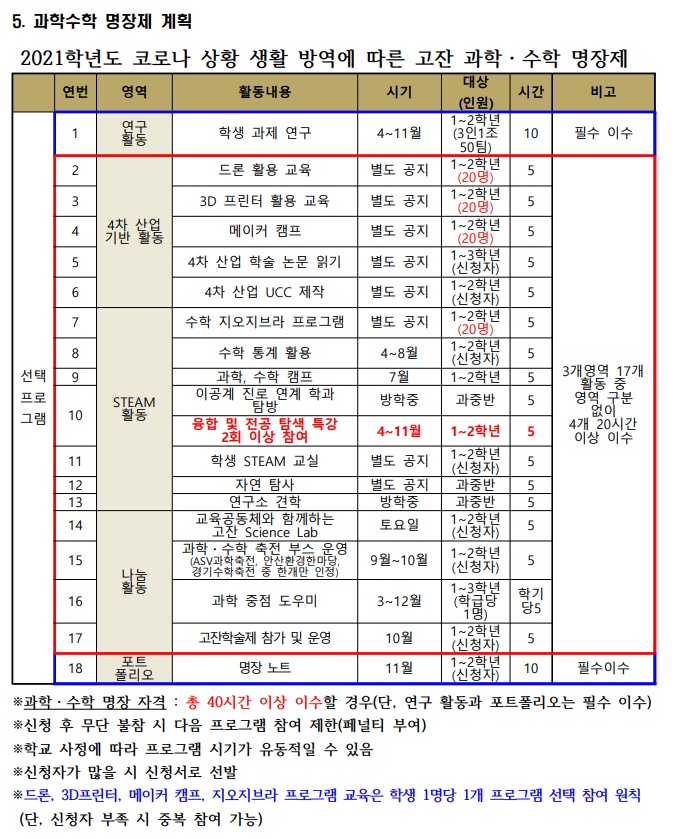 5. 과학수학 명장제 계획
2021학년도 코로나 상황 생활 방역에 따른 고잔 과학·수학 명장제
연번 영역 활동내용 시기 대상 (인원) 시간 비고
선택 프로그램
1 연구 활동 학생 과제 연구 4~11월 1~2학년 (3인1조 50팀) 10 필수 이수
4차 산업 기반 활동
2 드론 활용 교육 별도 공지 1~2학년 (20명) 5
3 3D 프린터 활용 교육 별도 공지 1~2학년 (20명) 5
4 메이커 캠프 별도 공지 1~2학년 (20명) 5
5 4차 산업 학술 논문 읽기 별도 공지 1~3학년 (신청자) 5
6 4차 산업 UCC 제작 별도 공지 1~2학년 (신청자) 5
STEAM 활동
7 수학 지오지브라 프로그램 별도 공지 1~2학년 (20명) 5
8 수학 통계 활용 4~8월 1~2학년 (신청자) 5
9 과학, 수학 캠프 7월 1~2학년 5
10 이공계 진로 연계 학과 탐방 방학중 과중반 5
융합 및 전공 탐색 특강 2회 이상 참여 4~11월 1~2학년 5
11 학생 STEAM 교실 별도 공지 1~2학년 (신청자) 5
12 자연 탐사 별도 공지 과중반 5
13 연구소 견학 방학중 과중반 5
나눔 활동
14 교육공동체와 함께하는 고잔 Science Lab 토요일 1~2학년 (신청자) 5
15 과학·수학 축전 부스 운영 (ASV과학축전, 안산환경한마당, 경기수학축전 중 한개만 인정) 9월~10월 1~2학년 (신청자) 5
16 과학 중점 도우미 3~12월 1~3학년 (학급당 1명) 학기당5
17 고잔학술제 참가 및 운영 10월 1~2학년 (신청자) 5
3개영역 17개 활동 중 영역 구분 없이 4개 20시간 이상 이수
18 포트폴리오 명장 노트 11월 1~2학년 (신청자) 10 필수이수
※과학·수학 명장 자격 : 총 40시간 이상 이수할 경우(단, 연구 활동과 포트폴리오는 필수 이수)
※신청 후 무단 불참 시 다음 프로그램 참여 제한(페널티 부여)
※학교 사정에 따라 프로그램 시기가 유동적일 수 있음
※신청자가 많을 시 신청서로 선발
※드론, 3D프린터, 메이커 캠프, 지오지브라 프로그램 교육은 학생 1명당 1개 프로그램 선택 참여 원칙
(단, 신청자 부족 시 중복 참여 가능)